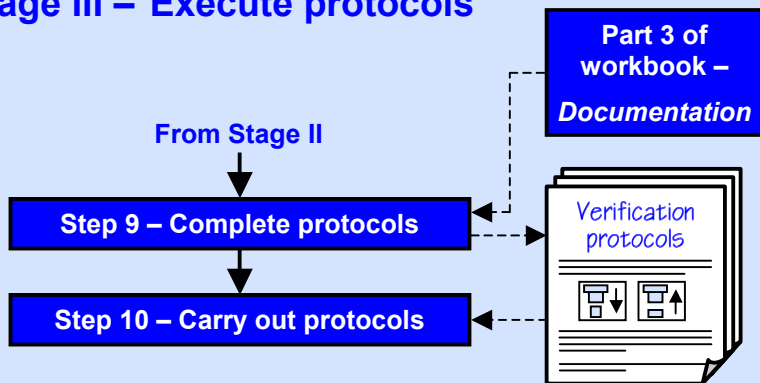 age III – Execute protocols
Part 3 of
workbook –
Documentation
From Stage II
Step 9 – Complete protocols
Verification
protocols
Step 10 – Carry out protocols